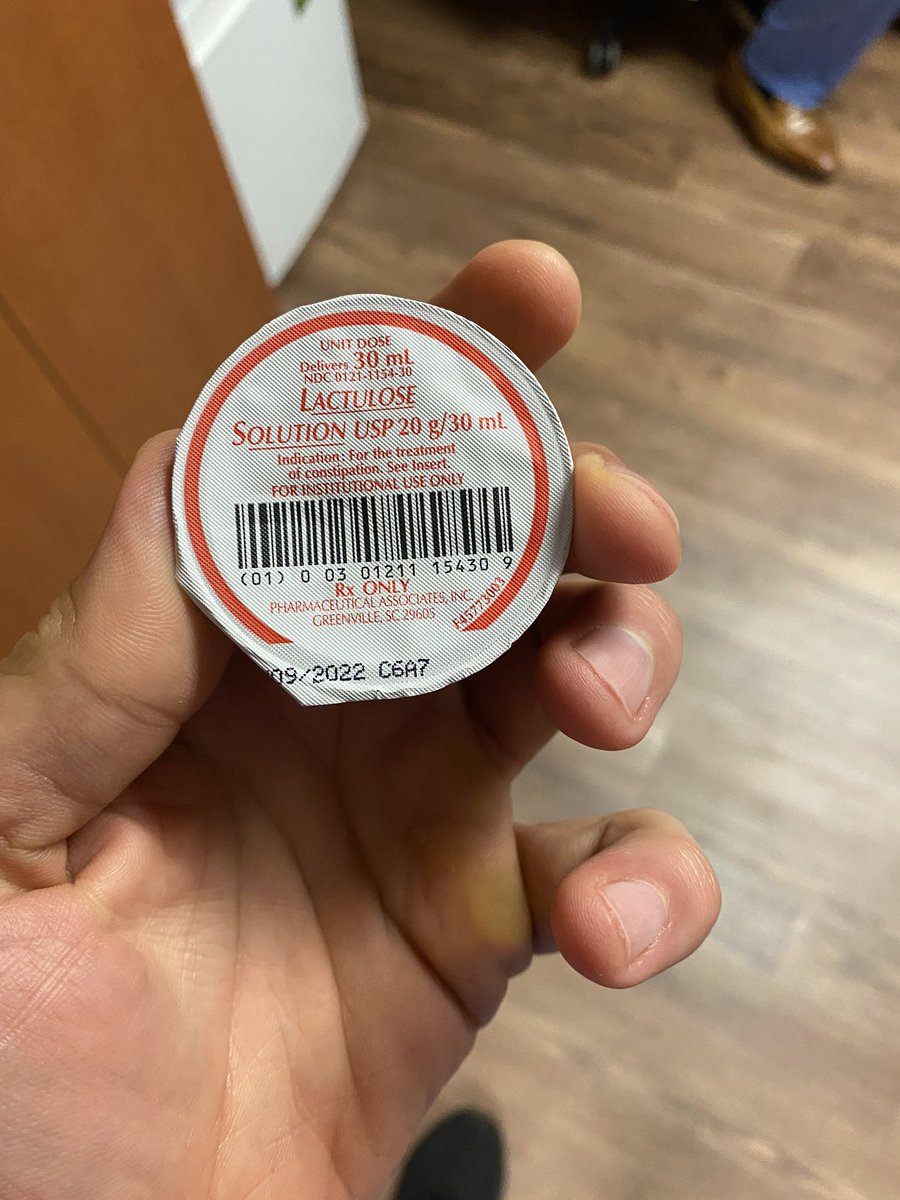 UNIT DOSE
Delivers 30 mL
NDC 0121-1154-30
LACTULOSE
SOLUTION USP 20 g/30 mL
Indication: For the treatment
of constipation. See Insert.
FOR INSTITUTIONAL USE ONLY
(01) 0 03 01211 15430 9
Rx ONLY
PHARMACEUTICAL ASSOCIATES, INC.
GREENVILLE, SC 29605
09/2022 C6A7